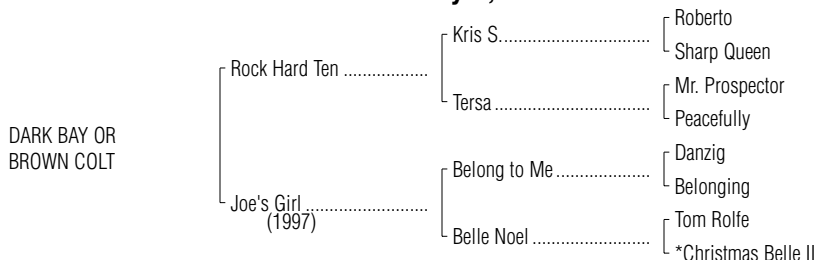 Roberto
Kris S.
Sharp Queen
Rock Hard Ten
Mr. Prospector
Tersa
Peacefully
DARK BAY OR
BROWN COLT
Danzig
Belong to Me
Belonging
Joe's Girl
(1997)
Tom Rolfe
Belle Noel
*Christmas Belle II